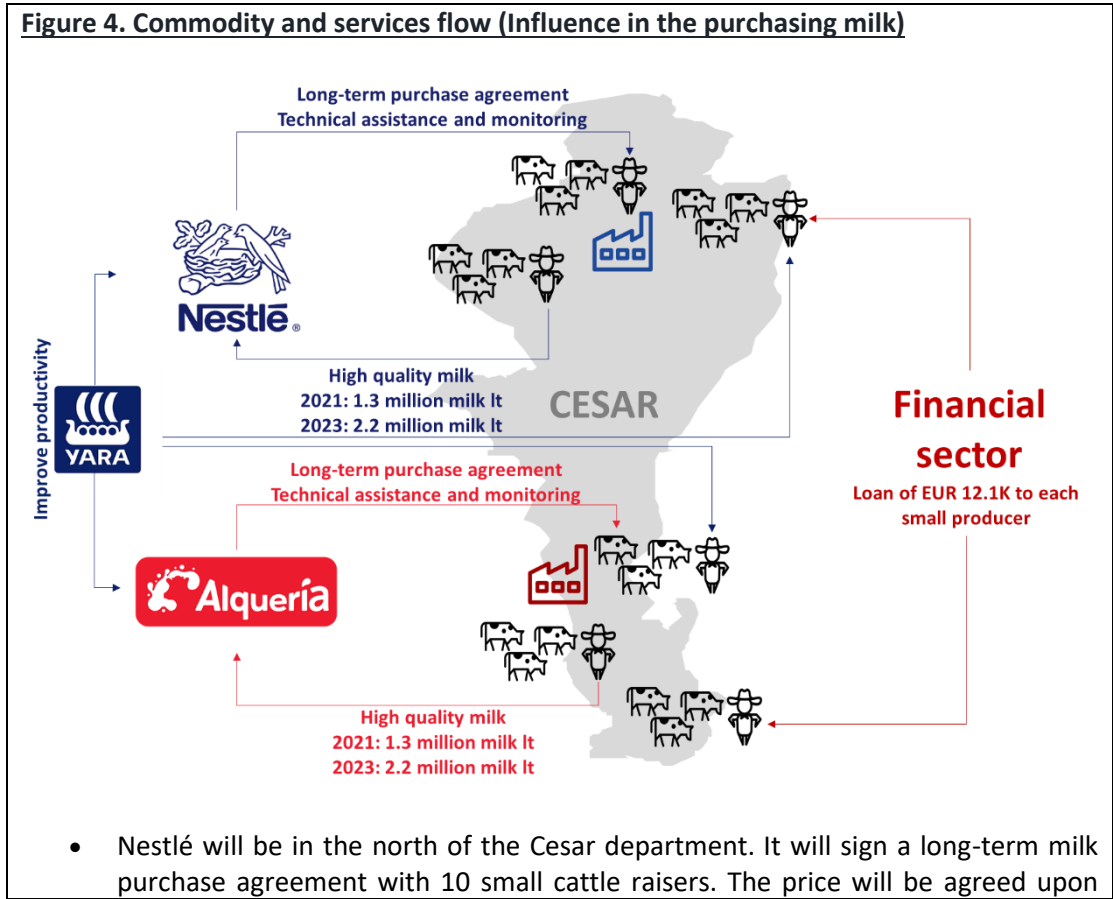 Figure 4. Commodity and services flow (Influence in the purchasing milk)
Long-term purchase agreement
Technical assistance and monitoring
Nestlé®
High quality milk
2021: 1.3 million milk lt
2023: 2.2 million milk lt
CESAR
Improve productivity
YARA
Financial
sector
Loan of EUR 12.1K to each
small producer
Long-term purchase agreement
Technical assistance and monitoring
Alquería
High quality milk
2021: 1.3 million milk lt
2023: 2.2 million milk lt
• Nestlé will be in the north of the Cesar department. It will sign a long-term milk
purchase agreement with 10 small cattle raisers. The price will be agreed upon